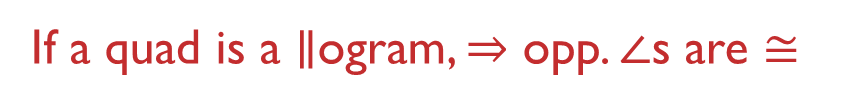 If a quad is a ∥ogram, ⇒ opp. ∠s are ≅